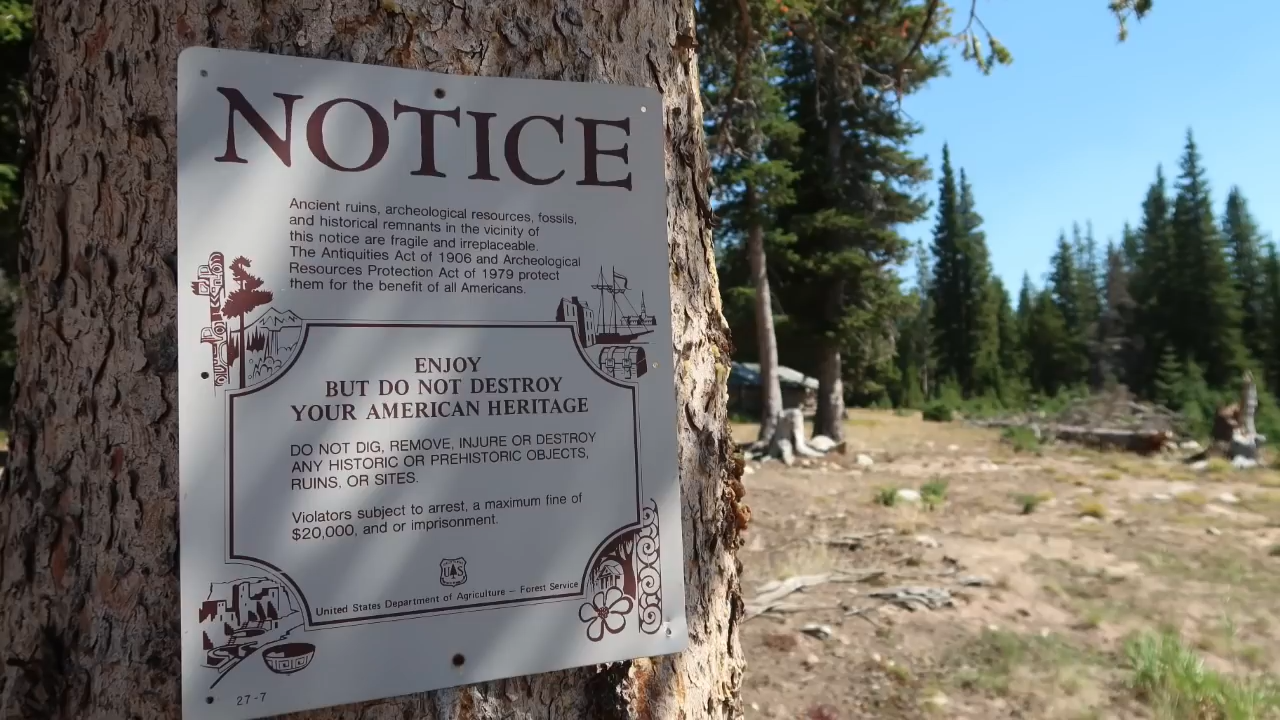 NOTICE
Ancient ruins, archeological resources, fossils,
and historical remnants in the vicinity of
this notice are fragile and irreplaceable.
The Antiquities Act of 1906 and Archeological
Resources Protection Act of 1979 protect
them for the benefit of all Americans.
ENJOY
BUT DO NOT DESTROY
YOUR AMERICAN HERITAGE
DO NOT DIG, REMOVE, INJURE OR DESTROY
ANY HISTORIC OR PREHISTORIC OBJECTS,
RUINS, OR SITES.
Violators subject to arrest, a maximum fine of
$20,000, and or imprisonment.
UAS
United States Department of Agriculture – Forest Service
27-7